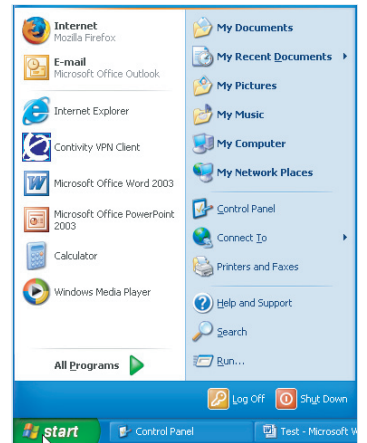 Internet
Mozilla Firefox
E-mail
Microsoft Office Outlook
Internet Explorer
Contivity VPN Client
Microsoft Office Word 2003
Microsoft Office PowerPoint
2003
Calculator
Windows Media Player
All Programs
My Documents
My Recent Documents
My Pictures
My Music
My Computer
My Network Places
Control Panel
Connect To
Printers and Faxes
Help and Support
Search
Run...
Log Off
Shut Down
start
Control Panel
Test - Microsoft W